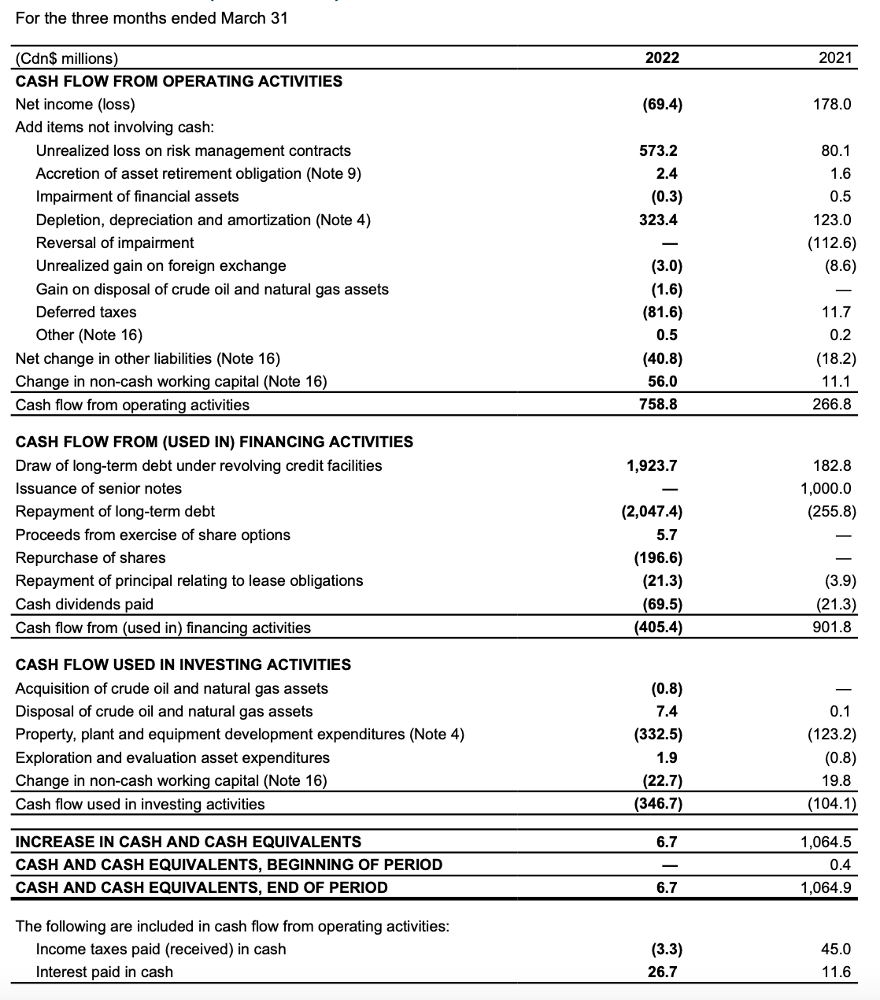 For the three months ended March 31
(Cdn$ millions) 2022 2021
CASH FLOW FROM OPERATING ACTIVITIES
Net income (loss) (69.4) 178.0
Add items not involving cash:
Unrealized loss on risk management contracts 573.2 80.1
Accretion of asset retirement obligation (Note 9) 2.4 1.6
Impairment of financial assets (0.3) 0.5
Depletion, depreciation and amortization (Note 4) 323.4 123.0
Reversal of impairment — (112.6)
Unrealized gain on foreign exchange (3.0) (8.6)
Gain on disposal of crude oil and natural gas assets (1.6) —
Deferred taxes (81.6) 11.7
Other (Note 16) 0.5 0.2
Net change in other liabilities (Note 16) (40.8) (18.2)
Change in non-cash working capital (Note 16) 56.0 11.1
Cash flow from operating activities 758.8 266.8
CASH FLOW FROM (USED IN) FINANCING ACTIVITIES
Draw of long-term debt under revolving credit facilities 1,923.7 182.8
Issuance of senior notes — 1,000.0
Repayment of long-term debt (2,047.4) (255.8)
Proceeds from exercise of share options 5.7 —
Repurchase of shares (196.6) —
Repayment of principal relating to lease obligations (21.3) (3.9)
Cash dividends paid (69.5) (21.3)
Cash flow from (used in) financing activities (405.4) 901.8
CASH FLOW USED IN INVESTING ACTIVITIES
Acquisition of crude oil and natural gas assets (0.8) —
Disposal of crude oil and natural gas assets 7.4 0.1
Property, plant and equipment development expenditures (Note 4) (332.5) (123.2)
Exploration and evaluation asset expenditures 1.9 (0.8)
Change in non-cash working capital (Note 16) (22.7) 19.8
Cash flow used in investing activities (346.7) (104.1)
INCREASE IN CASH AND CASH EQUIVALENTS 6.7 1,064.5
CASH AND CASH EQUIVALENTS, BEGINNING OF PERIOD — 0.4
CASH AND CASH EQUIVALENTS, END OF PERIOD 6.7 1,064.9
The following are included in cash flow from operating activities:
Income taxes paid (received) in cash (3.3) 45.0
Interest paid in cash 26.7 11.6